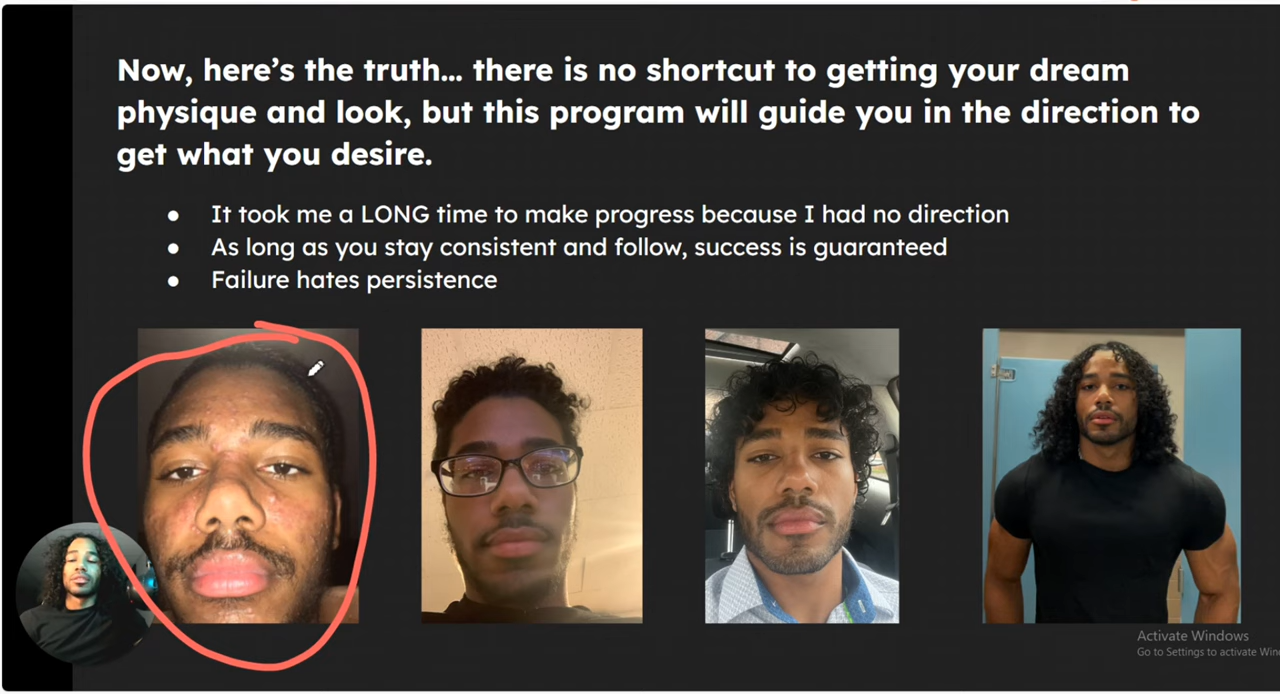 Now, here's the truth... there is no shortcut to getting your dream
physique and look, but this program will guide you in the direction to
get what you desire.
● It took me a LONG time to make progress because I had no direction
● As long as you stay consistent and follow, success is guaranteed
● Failure hates persistence
Activate Windows
Go to Settings to activate Win